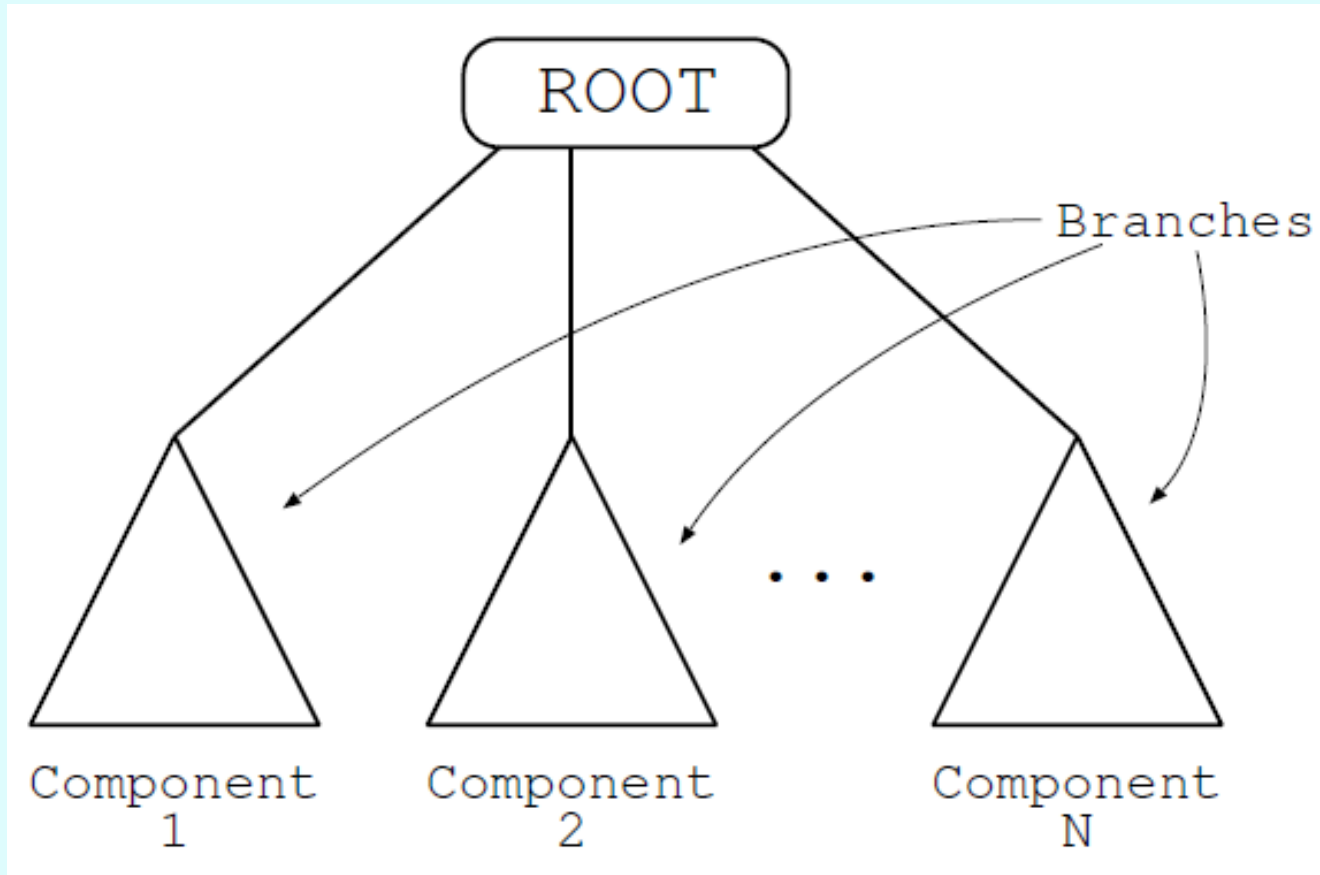 ROOT
Branches
. . .
Component
1
Component
2
Component
N